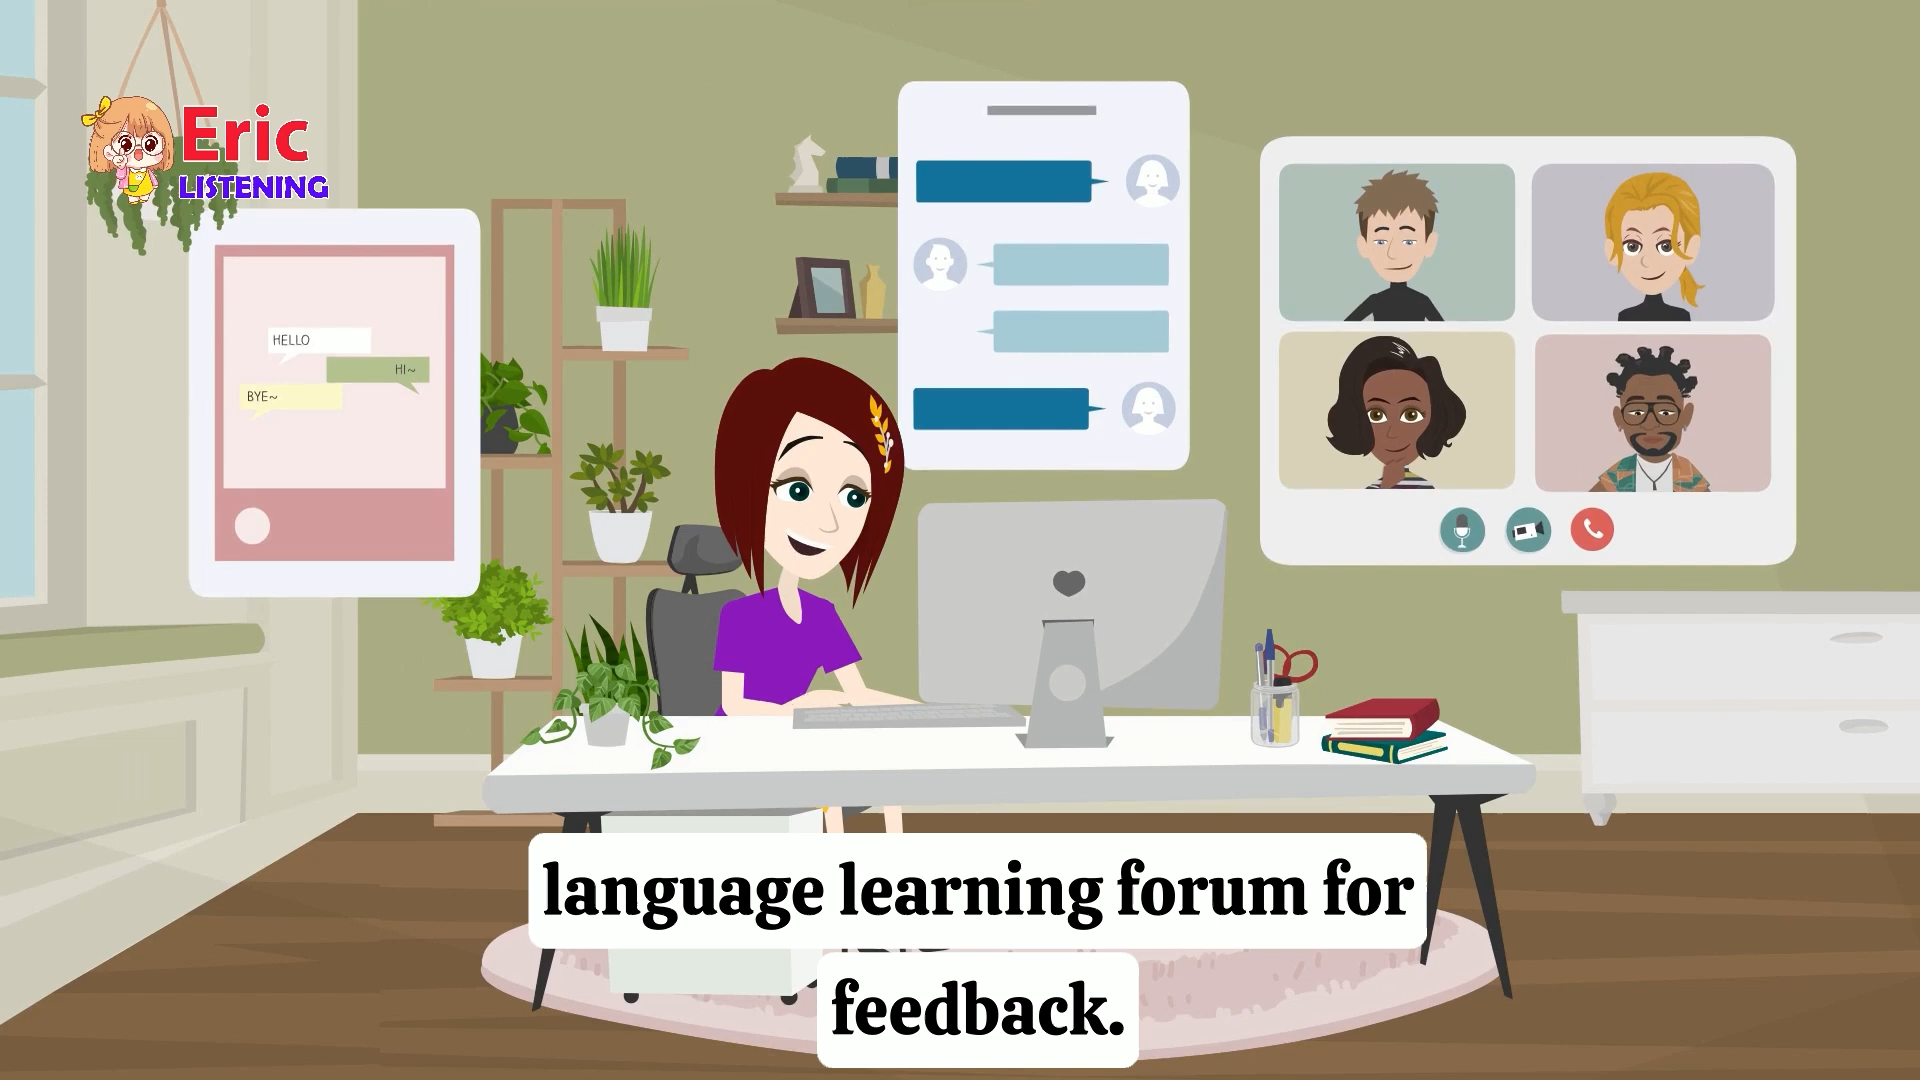 Eric
LISTENING
HELLO
HI~
BYE~
language learning forum for
feedback.